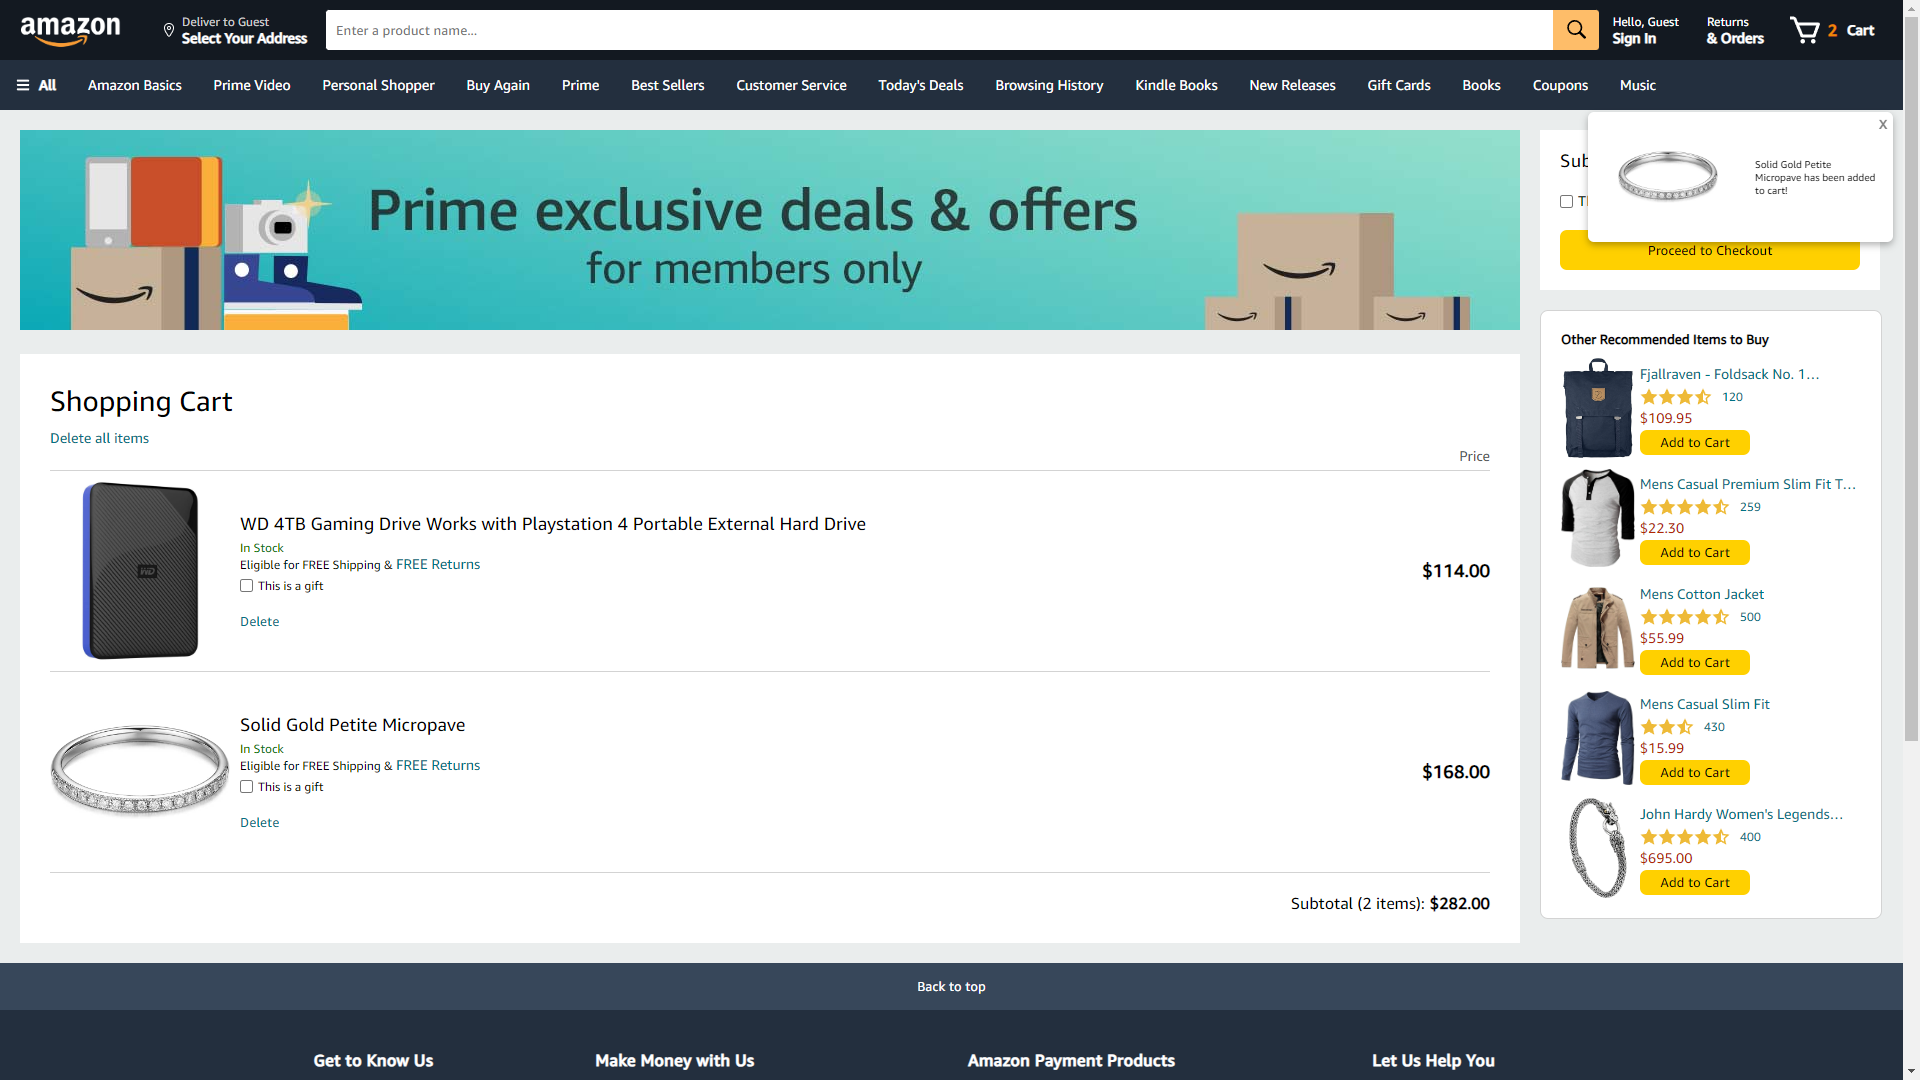 amazon
Deliver to Guest
Select Your Address
Enter a product name...
Hello, Guest
Sign In
Returns
& Orders
2 Cart
All
Amazon Basics
Prime Video
Personal Shopper
Buy Again
Prime
Best Sellers
Customer Service
Today's Deals
Browsing History
Kindle Books
New Releases
Gift Cards
Books
Coupons
Music
Prime exclusive deals & offers
for members only
X
Solid Gold Petite
Micropave has been added
to cart!
Proceed to Checkout
Shopping Cart
Delete all items
Price
WD 4TB Gaming Drive Works with Playstation 4 Portable External Hard Drive
In Stock
Eligible for FREE Shipping & FREE Returns
This is a gift
Delete
$114.00
WD
Solid Gold Petite Micropave
In Stock
Eligible for FREE Shipping & FREE Returns
This is a gift
Delete
$168.00
Subtotal (2 items): $282.00
Other Recommended Items to Buy
Fjallraven - Foldsack No. 1...
120
$109.95
Add to Cart
Mens Casual Premium Slim Fit T...
259
$22.30
Add to Cart
Mens Cotton Jacket
500
$55.99
Add to Cart
Mens Casual Slim Fit
430
$15.99
Add to Cart
John Hardy Women's Legends...
400
$695.00
Add to Cart
Back to top
Get to Know Us
Make Money with Us
Amazon Payment Products
Let Us Help You